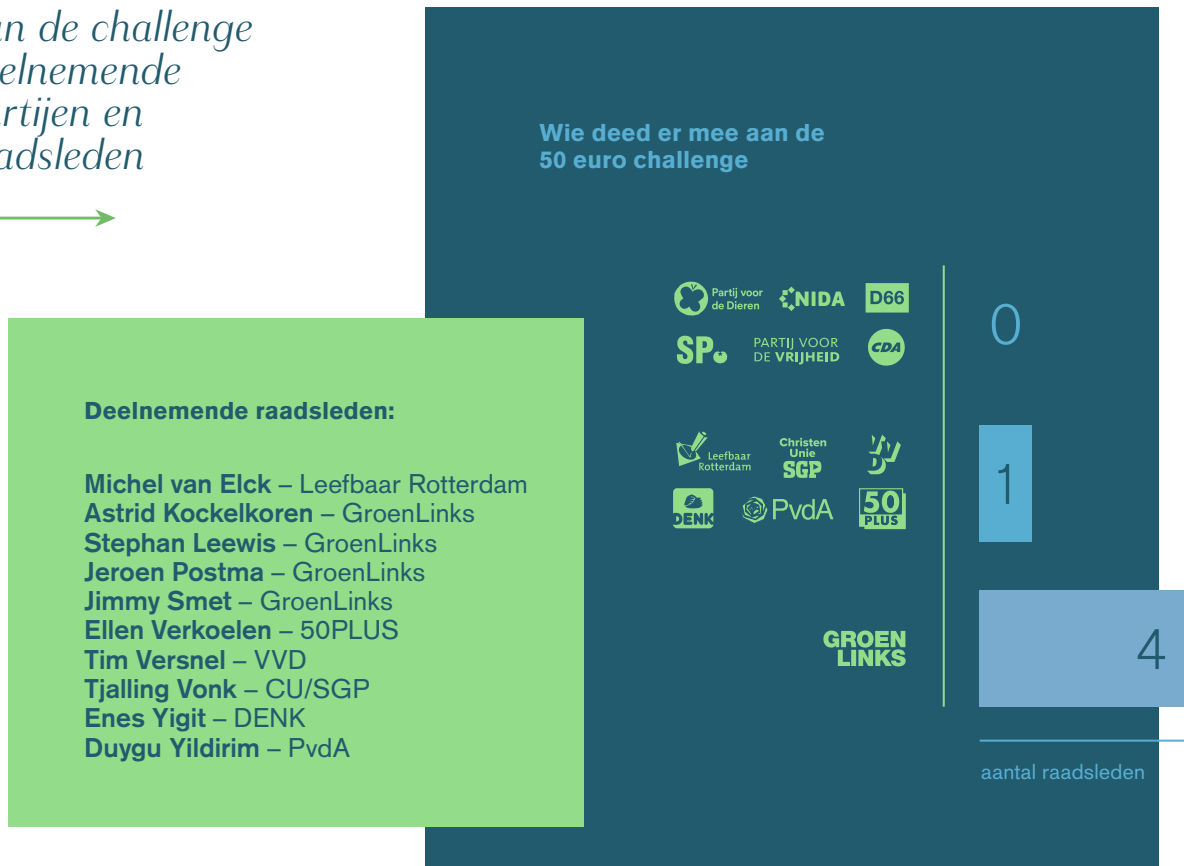 an de challenge
elnemende
rtijen en
adsleden
Wie deed er mee aan de
50 euro challenge
Partij voor
de Dieren
NIDA
D66
SP.
PARTIJ VOOR
DE VRIJHEID
CDA
0
Leefbaar
Rotterdam
Christen
Unie
SGP
VVD
DENK
PvdA
50
PLUS
1
GROEN
LINKS
4
aantal raadsleden
Deelnemende raadsleden:
Michel van Elck – Leefbaar Rotterdam
Astrid Kockelkoren – GroenLinks
Stephan Leewis – GroenLinks
Jeroen Postma – GroenLinks
Jimmy Smet – GroenLinks
Ellen Verkoelen – 50PLUS
Tim Versnel – VVD
Tjalling Vonk – CU/SGP
Enes Yigit – DENK
Duygu Yildirim – PvdA